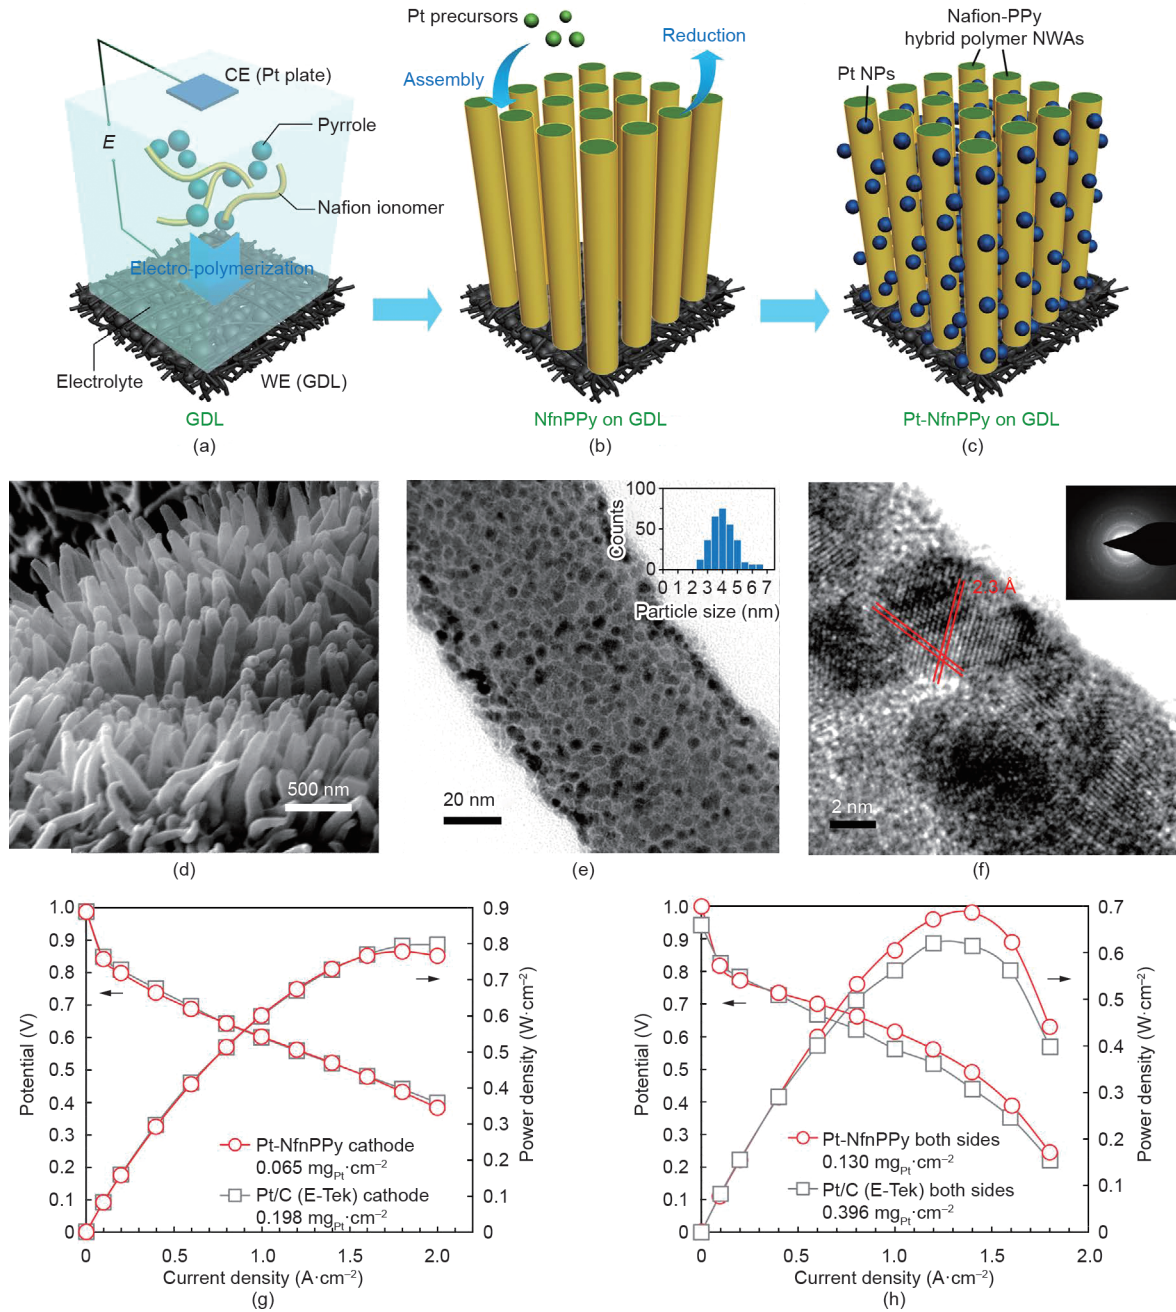 Pt precursors
Nafion-PPy
hybrid polymer NWAs
Reduction
CE (Pt plate)
Assembly
Pt NPs
Pyrrole
E
Nafion ionomer
Electro-polymerization
Electrolyte
WE (GDL)
GDL
NfnPPy on GDL
Pt-NfnPPy on GDL
(a)
(b)
(c)
500 nm
100
50
0
Counts
0 1 2 3 4 5 6 7
Particle size (nm)
20 nm
2.3 Å
2 nm
(d)
(e)
(f)
1.0
0.9
0.8
0.7
0.6
0.5
0.4
0.3
0.2
0.1
0
Potential (V)
0.9
0.8
0.7
0.6
0.5
0.4
0.3
0.2
0.1
0
Power density (W·cm⁻²)
Pt-NfnPPy cathode
0.065 mgPt·cm⁻²
Pt/C (E-Tek) cathode
0.198 mgPt·cm⁻²
0 0.5 1.0 1.5 2.0
Current density (A·cm⁻²)
(g)
1.0
0.9
0.8
0.7
0.6
0.5
0.4
0.3
0.2
0.1
0
Potential (V)
0.7
0.6
0.5
0.4
0.3
0.2
0.1
0
Power density (W·cm⁻²)
Pt-NfnPPy both sides
0.130 mgPt·cm⁻²
Pt/C (E-Tek) both sides
0.396 mgPt·cm⁻²
0 0.5 1.0 1.5 2.0
Current density (A·cm⁻²)
(h)